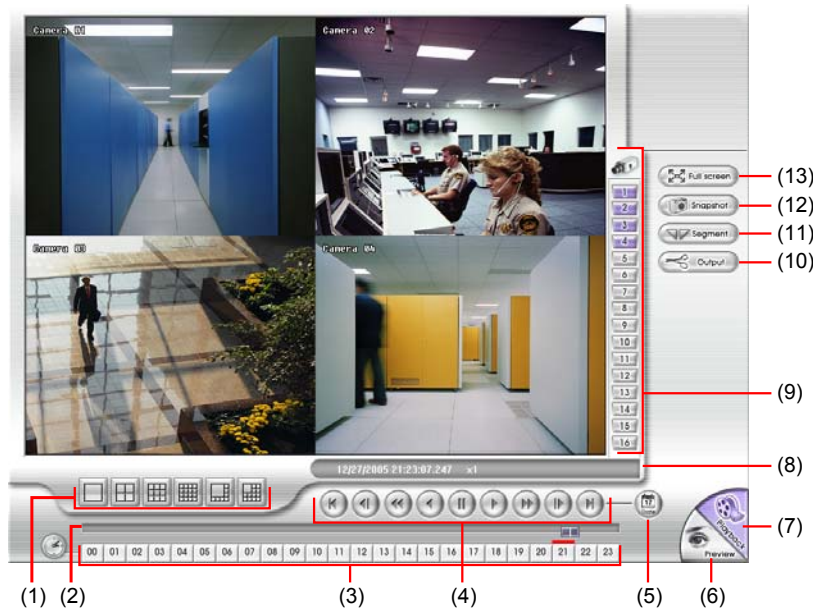 Camera 01
Camera 02
1
Full screen
(13)
1
Snapshot
(12)
2
3
Segment
(11)
4
Output
(10)
5
6
7
Camera 03
Camera 04
8
9
10
11
12
13
(9)
14
15
16
12/27/2005 21:23:07.247 x1
(8)
17
Playback
(7)
Preview
00 01 02 03 04 05 06 07 08 09 10 11 12 13 14 15 16 17 18 19 20 21 22 23
(1) (2) (3) (4) (5) (6)